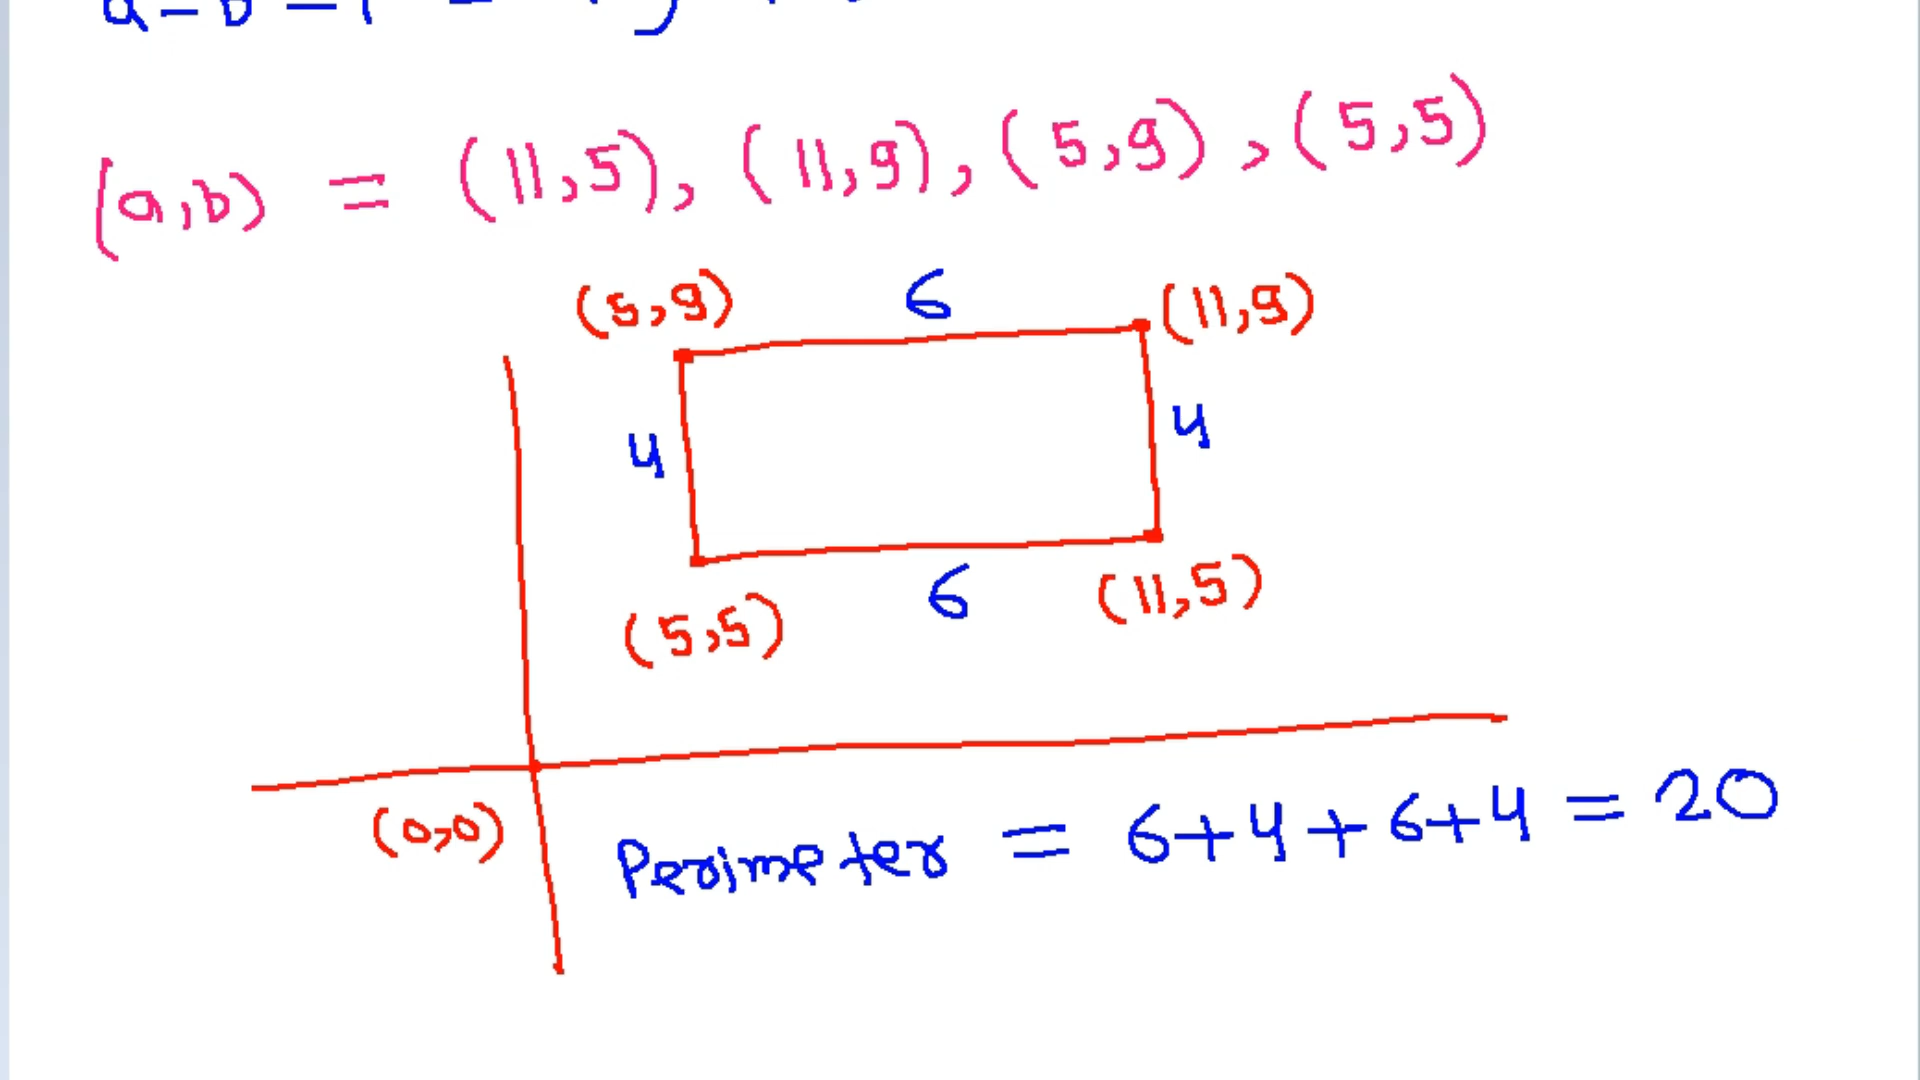 (a,b) = (11,5), (11,9), (5,9), (5,5)
(5,9) 6 (11,9)
4 4
(5,5) 6 (11,5)
(0,0)
Perimeter = 6+4+6+4 = 20